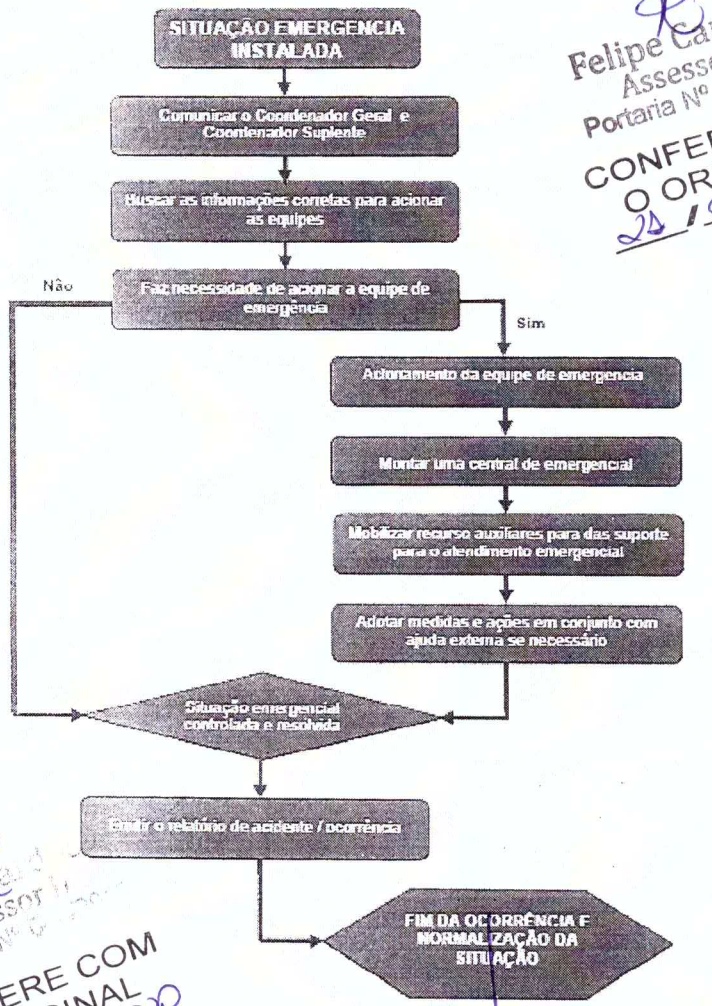 SITUAÇÃO EMERGENCIA
INSTALADA
Felipe
Assess
Portaria Nº
CONFE
O OR
Comunicar o Coordenador Geral e
Coordenador Suplente
Buscar as informações corretas para acionar
as equipes
Não
Faz necessidade de acionar a equipe de
emergência
Sim
Acionamento da equipe de emergencia
Montar uma central de emergencial
Mobilizar recurso auxiliares para das suporte
para o atendimento emergencial
Adotar medidas e ações em conjunto com
ajuda externa se necessário
Situação emergencial
controlada e resolvida
Emitir o relatório de acidente / ocorrência
FIM DA OCORRÊNCIA E
NORMALIZAÇÃO DA
SITUAÇÃO
ERE COM
INAL